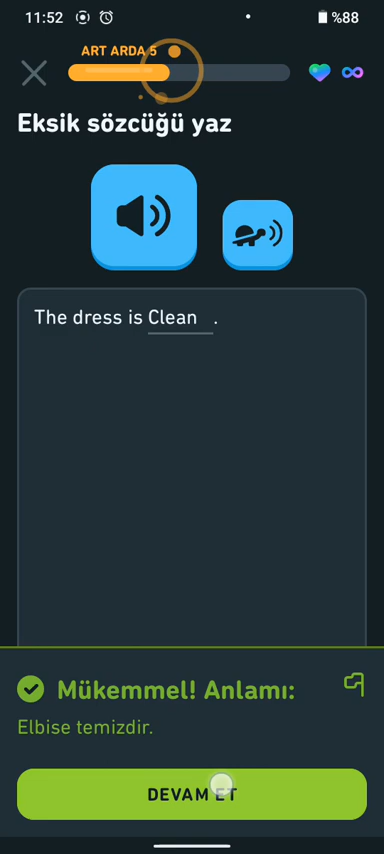 11:52 %88
ART ARDA 5
Eksik sözcüğü yaz
The dress is Clean .
Mükemmel! Anlamı:
Elbise temizdir.
DEVAM ET